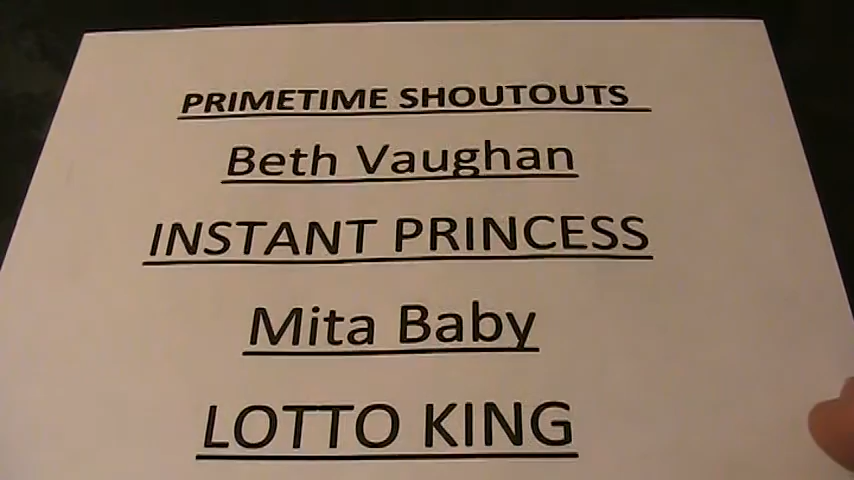 PRIMETIME SHOUTOUTS
Beth Vaughan
INSTANT PRINCESS
Mita Baby
LOTTO KING